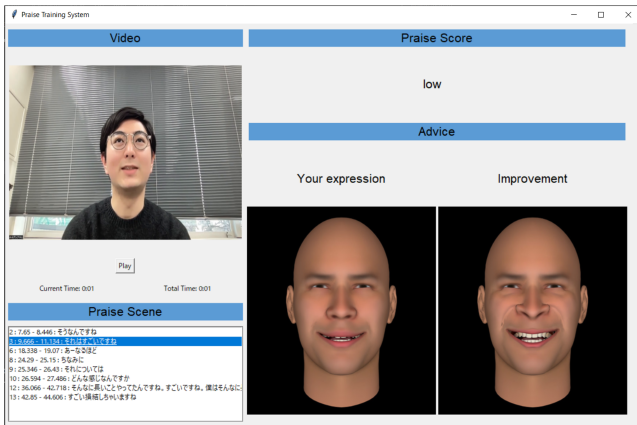 Praise Training System
Video
Praise Score
low
Advice
Your expression
Improvement
Play
Current Time: 0:01
Total Time: 0:01
Praise Scene
2 : 7.65 - 8.446 : そうなんですね
3 : 9.666 - 11.134 : それはすごいですね
6 : 18.338 - 19.07 : あーなるほど
8 : 24.29 - 25.15 : ちなみに
9 : 25.346 - 26.43 : それについては
10 : 26.594 - 27.486 : どんな感じなんですか
12 : 36.066 - 42.718 : そんなに長いことやってたんですね。すごいですね。僕はそんなに
13 : 42.85 - 44.606 : すごい損結しちゃいますね